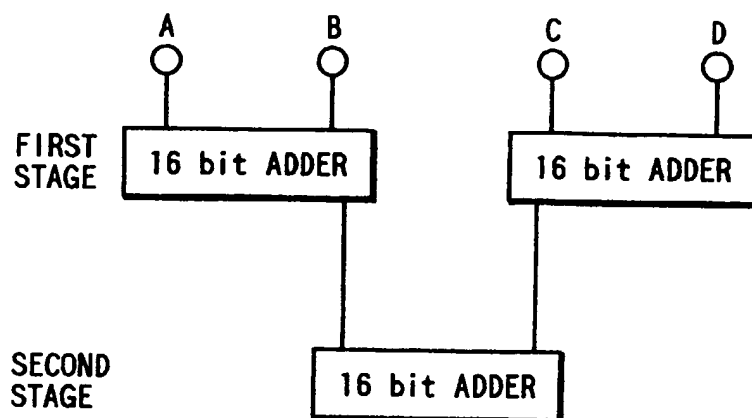 A B C D
FIRST
STAGE
16 bit ADDER 16 bit ADDER
SECOND
STAGE
16 bit ADDER